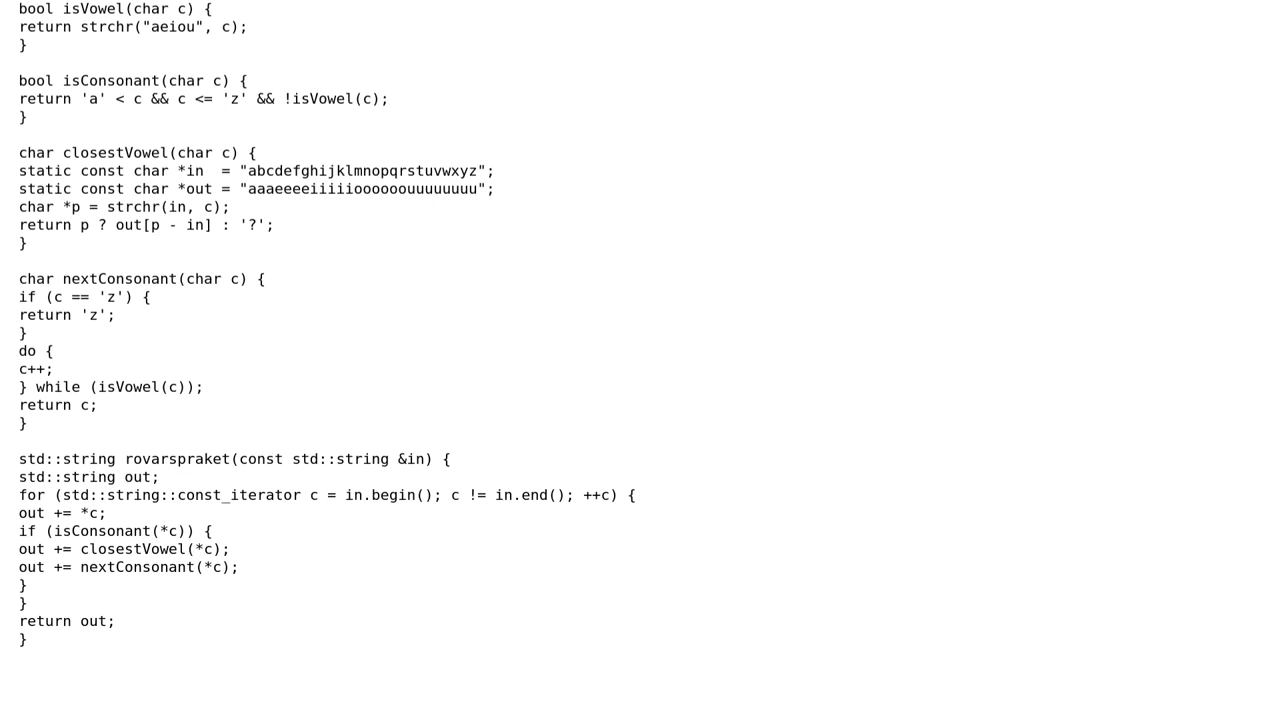 bool isVowel(char c) {
return strchr("aeiou", c);
}

bool isConsonant(char c) {
return 'a' < c && c <= 'z' && !isVowel(c);
}

char closestVowel(char c) {
static const char *in  = "abcdefghijklmnopqrstuvwxyz";
static const char *out = "aaaeeeeiiiiioooooouuuuuuuu";
char *p = strchr(in, c);
return p ? out[p - in] : '?';
}

char nextConsonant(char c) {
if (c == 'z') {
return 'z';
}
do {
c++;
} while (isVowel(c));
return c;
}

std::string rovarspraket(const std::string &in) {
std::string out;
for (std::string::const_iterator c = in.begin(); c != in.end(); ++c) {
out += *c;
if (isConsonant(*c)) {
out += closestVowel(*c);
out += nextConsonant(*c);
}
}
return out;
}